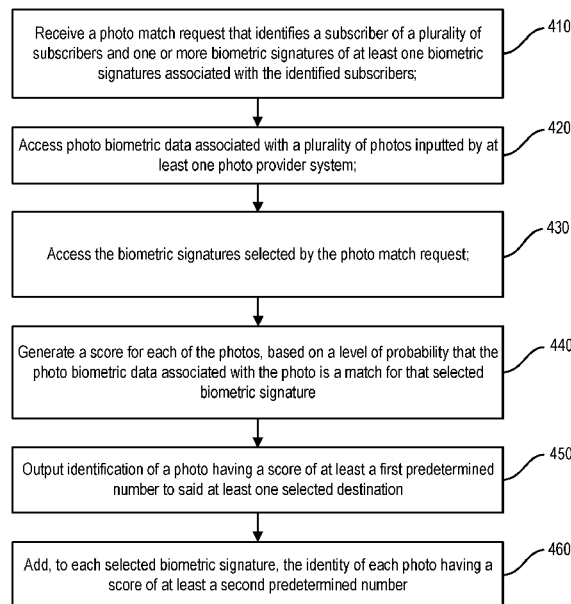 Receive a photo match request that identifies a subscriber of a plurality of
subscribers and one or more biometric signatures of at least one biometric
signatures associated with the identified subscribers;
410
Access photo biometric data associated with a plurality of photos inputted by at
least one photo provider system;
420
Access the biometric signatures selected by the photo match request;
430
Generate a score for each of the photos, based on a level of probability that the
photo biometric data associated with the photo is a match for that selected
biometric signature
440
Output identification of a photo having a score of at least a first predetermined
number to said at least one selected destination
450
Add, to each selected biometric signature, the identity of each photo having a
score of at least a second predetermined number
460